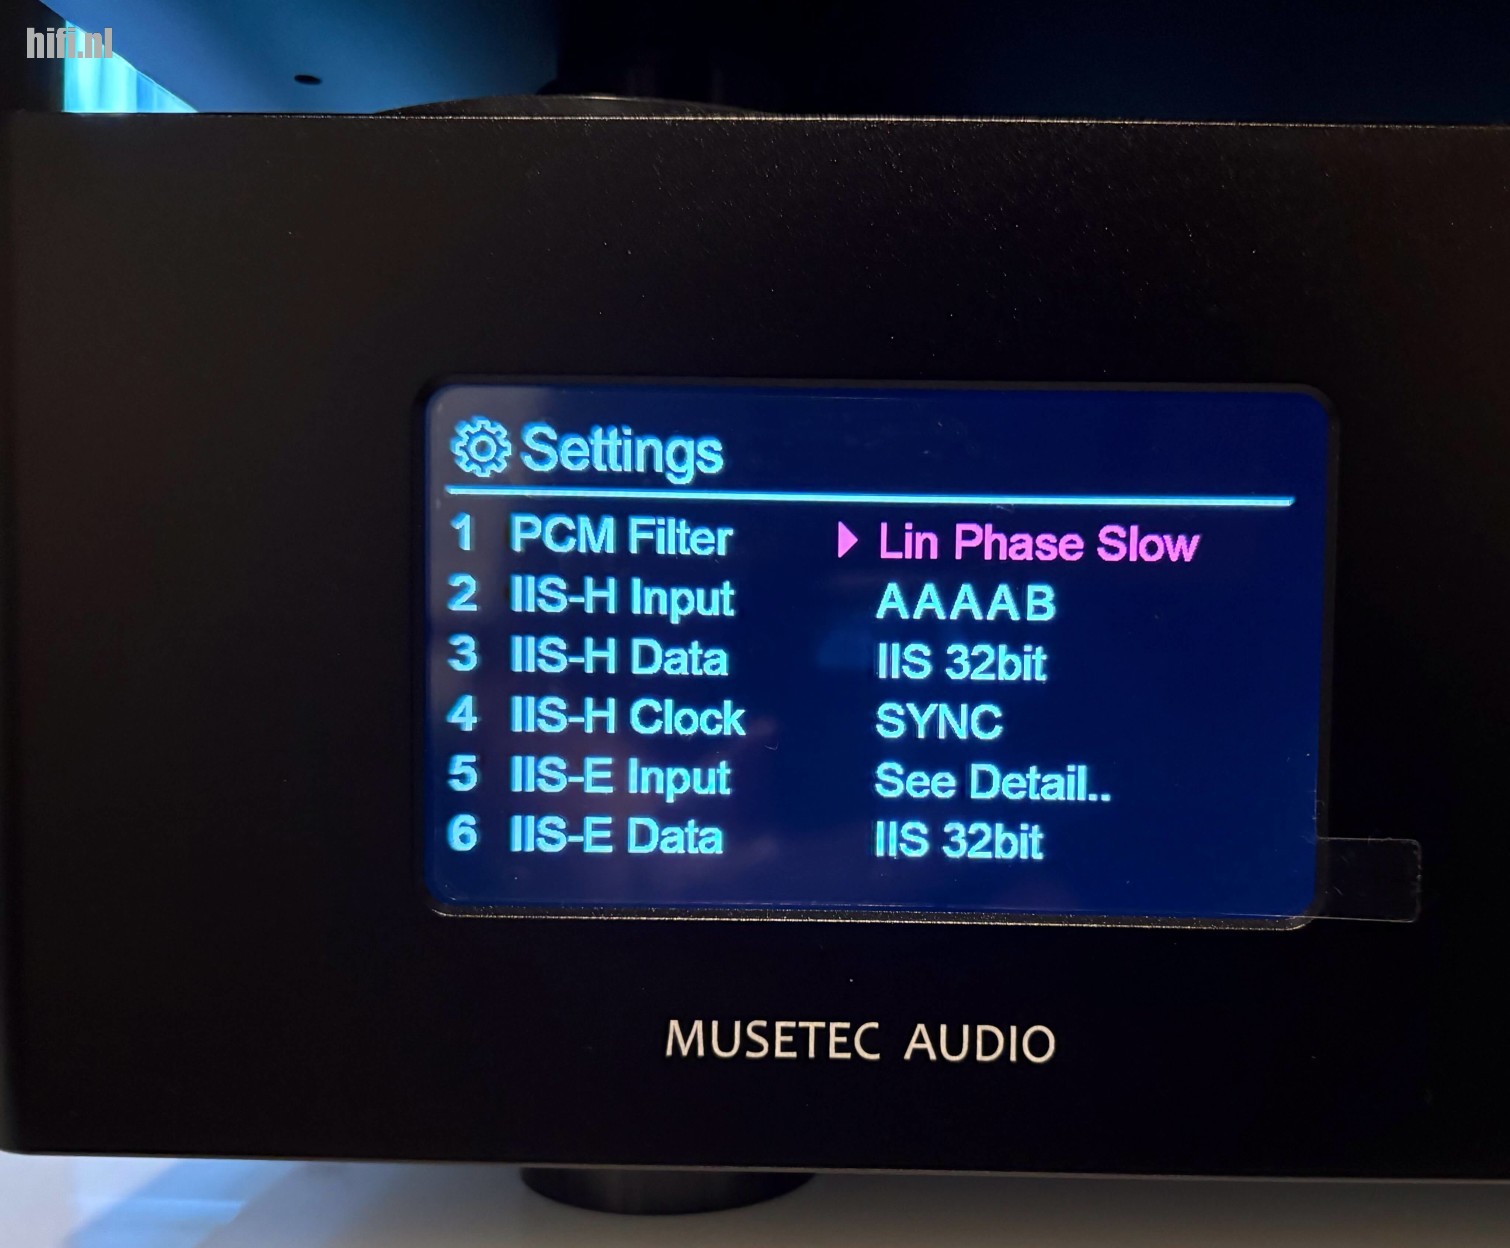 hifi.nl
Settings
1 PCM Filter Lin Phase Slow
2 IIS-H Input AAAAB
3 IIS-H Data IIS 32bit
4 IIS-H Clock SYNC
5 IIS-E Input See Detail..
6 IIS-E Data IIS 32bit
MUSETEC AUDIO